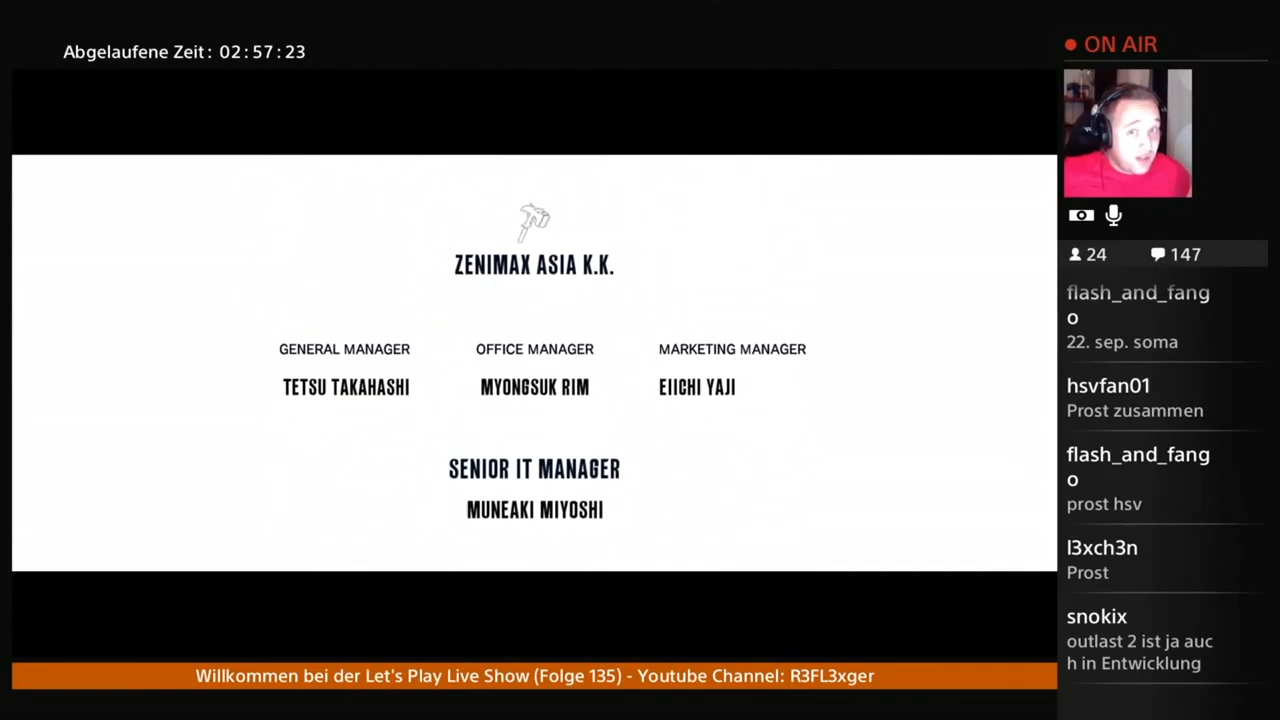 Abgelaufene Zeit: 02:57:23
ON AIR
ZENIMAX ASIA K.K.
GENERAL MANAGER
TETSU TAKAHASHI
OFFICE MANAGER
MYONGSUK RIM
MARKETING MANAGER
EIICHI YAJI
SENIOR IT MANAGER
MUNEAKI MIYOSHI
24 147
flash_and_fang
o
22. sep. soma
hsvfan01
Prost zusammen
flash_and_fang
o
prost hsv
l3xch3n
Prost
snokix
outlast 2 ist ja auc
h in Entwicklung
Willkommen bei der Let's Play Live Show (Folge 135) - Youtube Channel: R3FL3xger